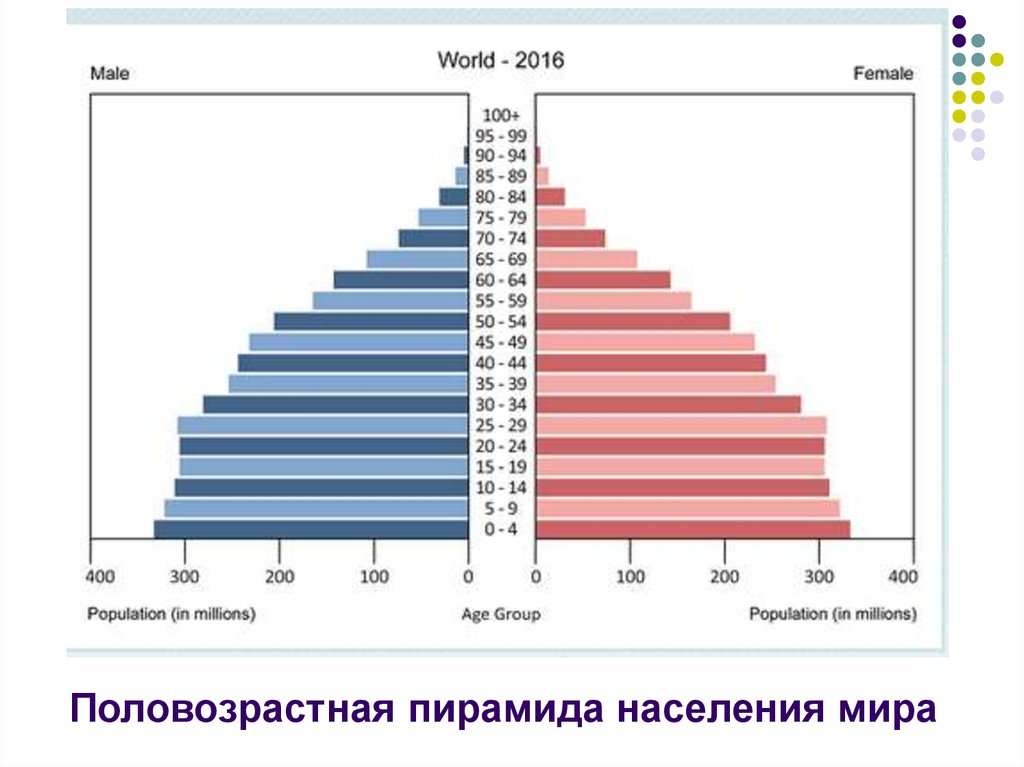 World - 2016
Male
Female
100+
95 - 99
90 - 94
85 - 89
80 - 84
75 - 79
70 - 74
65 - 69
60 - 64
55 - 59
50 - 54
45 - 49
40 - 44
35 - 39
30 - 34
25 - 29
20 - 24
15 - 19
10 - 14
5 - 9
0 - 4
400 300 200 100 0 0 100 200 300 400
Population (in millions) Age Group Population (in millions)
Половозрастная пирамида населения мира